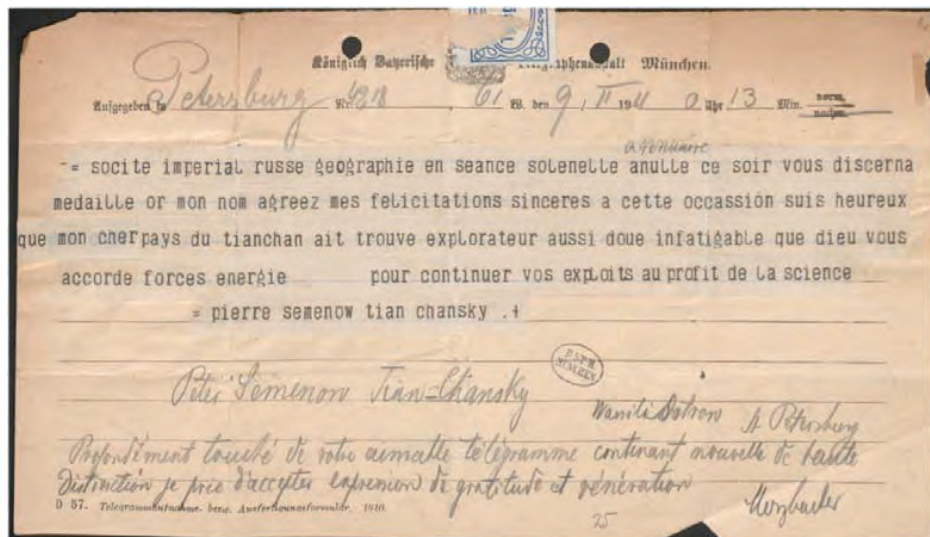 Königlich Bayerische Telegraphenanstalt München.
Aufgegeben in Petersburg Nr. 4818 61 W. den 9, II 1911 0 Uhr 13 Min. vorm. nachm.
anniversaire
-= socite imperial russe geographie en seance solenelle anulle ce soir vous discerna
medaille or mon nom agreez mes felicitations sinceres a cette occassion suis heureux
que mon cher pays du tianchan ait trouve explorateur aussi doue infatigable que dieu vous
accorde forces energie pour continuer vos exploits au profit de la science
= pierre semenow tian chansky .+
Peter Semenow Tian=Chansky
Wasili Ostrow St Petersburg
Profondément touché de votre aimable télégramme contenant nouvelle de haute
distinction je prie d'accepter expression de gratitude et vénération
Merzbacher
D 57. Telegrammaufnahme- bezw. Ausfertigungsformular. 1910.
25